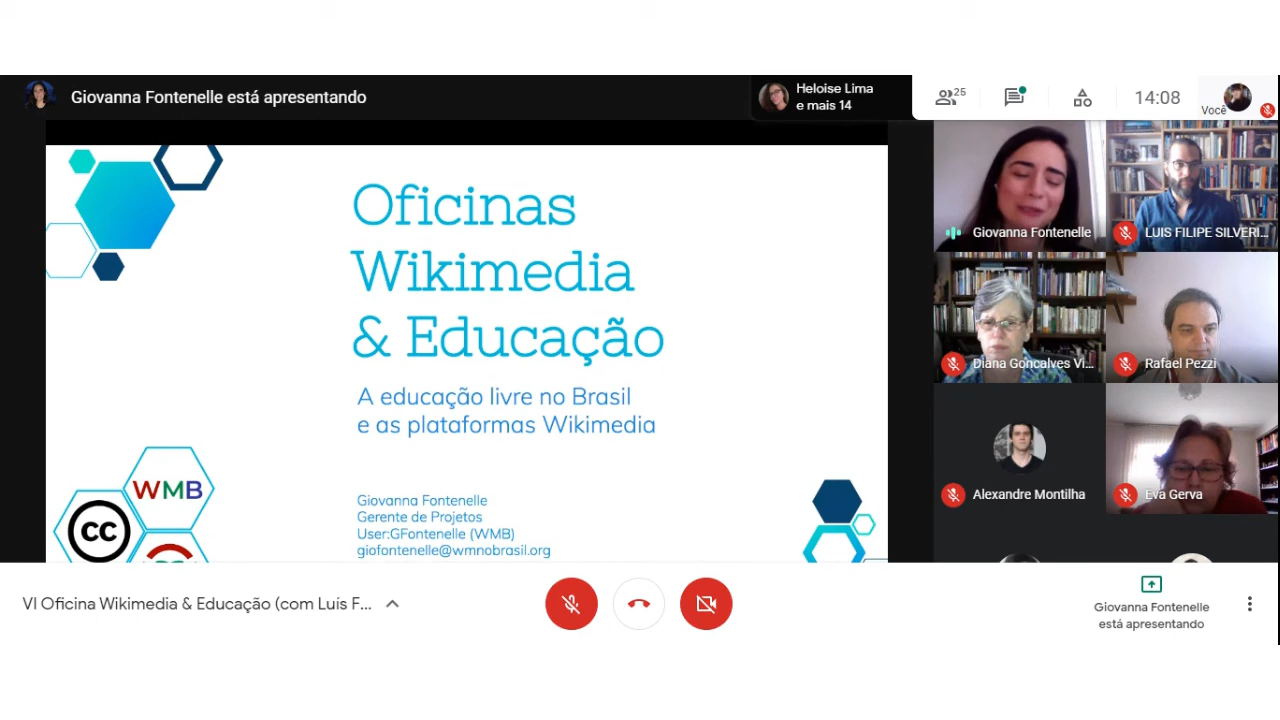 Giovanna Fontenelle está apresentando
Heloise Lima
e mais 14
25
14:08
Você
Oficinas
Wikimedia
& Educação
A educação livre no Brasil
e as plataformas Wikimedia
Giovanna Fontenelle
Gerente de Projetos
User:GFontenelle (WMB)
giofontenelle@wmnobrasil.org
WMB
CC
Giovanna Fontenelle
LUIS FILIPE SILVERI...
Diana Goncalves Vi...
Rafael Pezzi
Alexandre Montilha
Eva Gerva
VI Oficina Wikimedia & Educação (com Luís F...
Giovanna Fontenelle
está apresentando